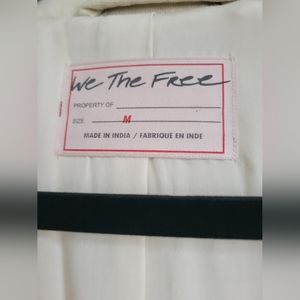 We The Free
PROPERTY OF
SIZE M
MADE IN INDIA / FABRIQUE EN INDE